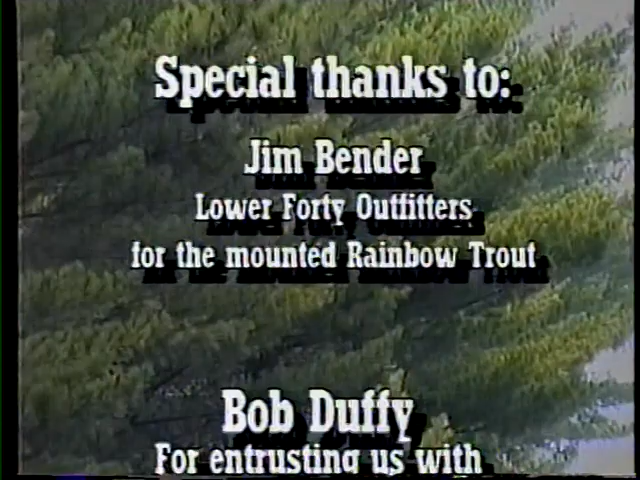 Special thanks to:
Jim Bender
Lower Forty Outfitters
for the mounted Rainbow Trout
Bob Duffy
For entrusting us with